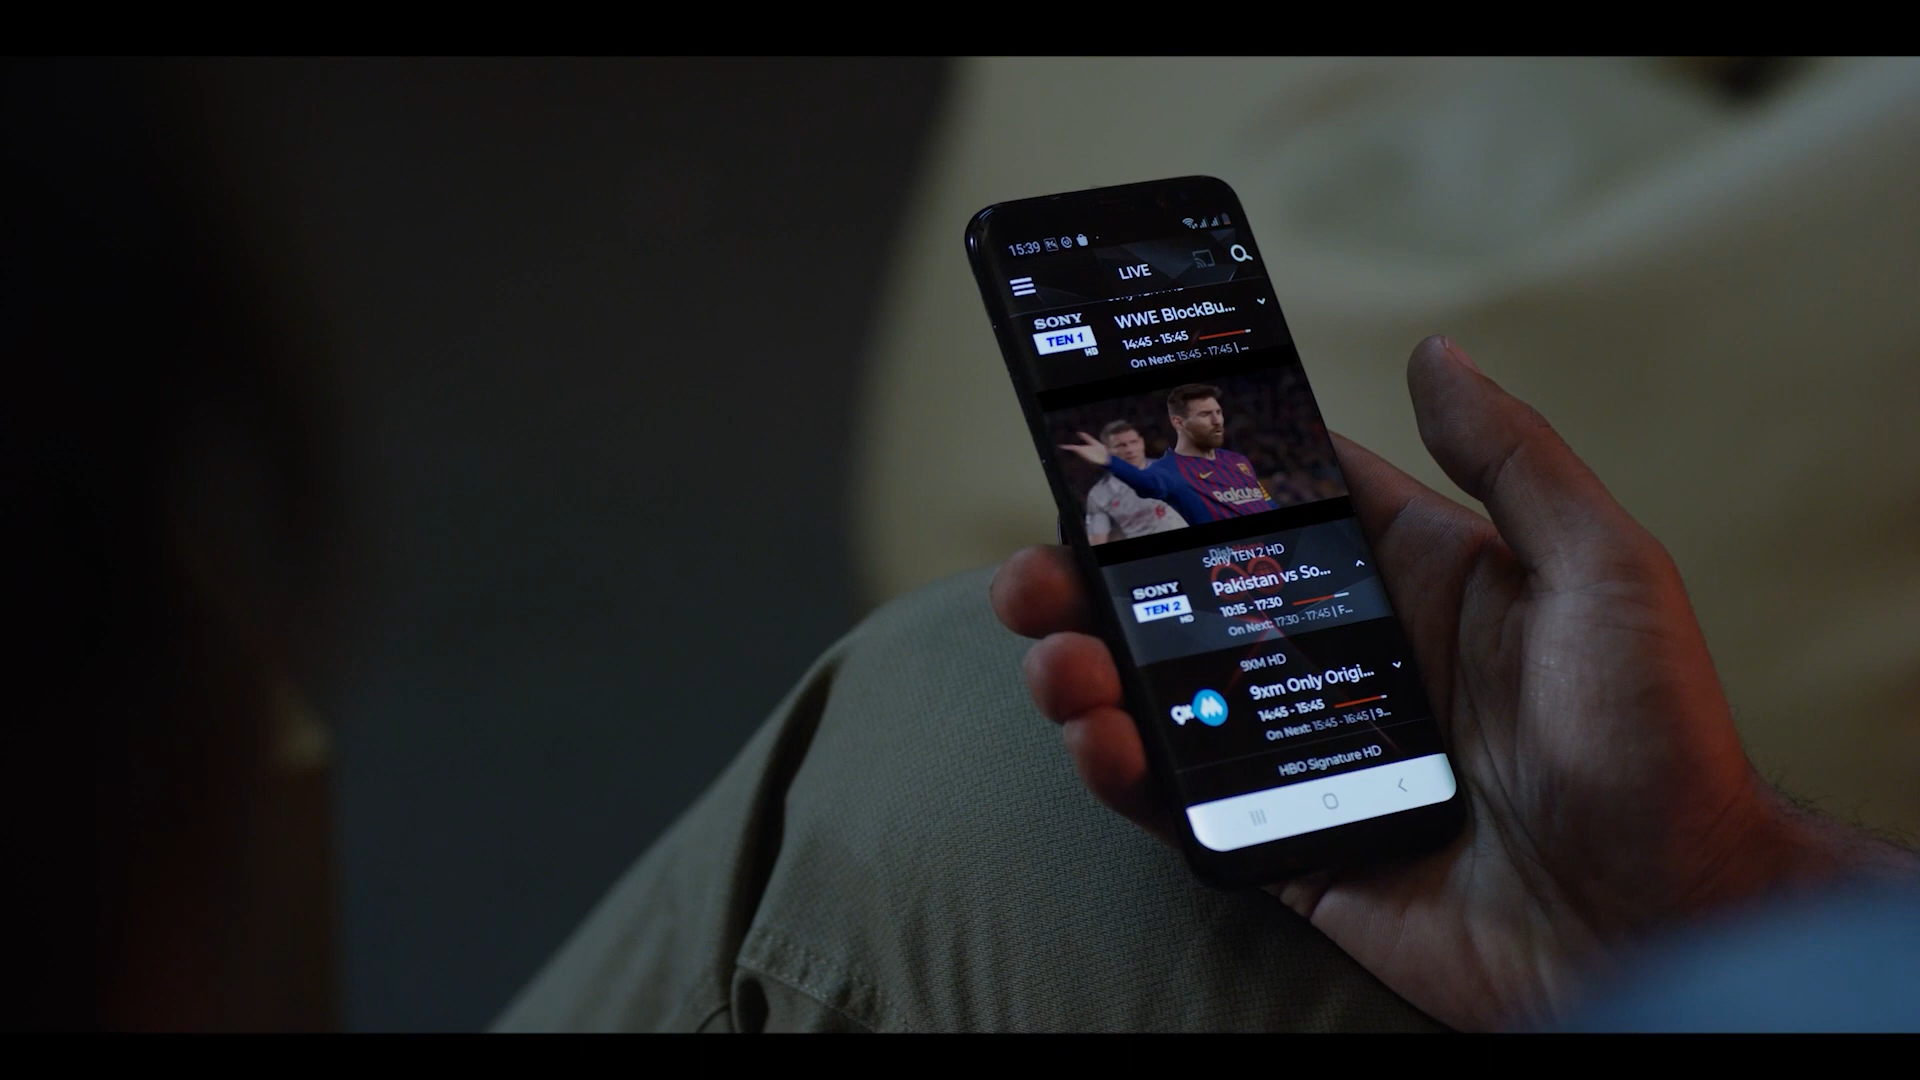 15:39
LIVE
SONY
TEN 1
HD
WWE BlockBu...
14:45 - 15:45
On Next: 15:45 - 17:45 | ...
Rakuten
Sony TEN 2 HD
SONY
TEN 2
HD
Pakistan vs So...
10:15 - 17:30
On Next: 17:30 - 17:45 | F...
9XM HD
9x
9xm Only Origi...
14:45 - 15:45
On Next: 15:45 - 16:45 | 9...
HBO Signature HD